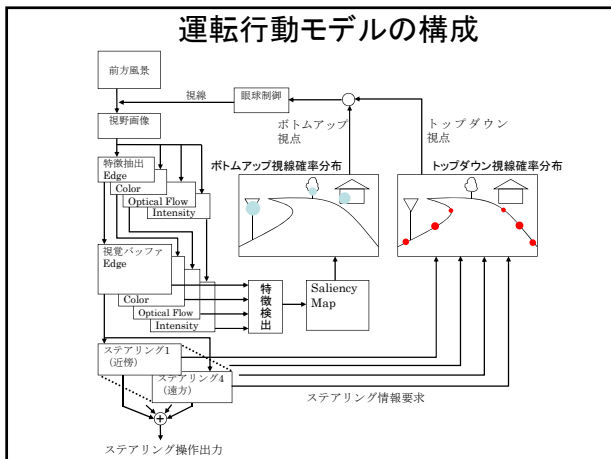 運転行動モデルの構成
前方風景
視線
眼球制御
視野画像
ボトムアップ
視点
トップダウン
視点
特徴抽出
Edge
Color
Optical Flow
Intensity
ボトムアップ視線確率分布
トップダウン視線確率分布
視覚バッファ
Edge
Color
Optical Flow
Intensity
特徴検出
Saliency
Map
ステアリング1
(近傍)
ステアリング4
(遠方)
ステアリング情報要求
+
ステアリング操作出力